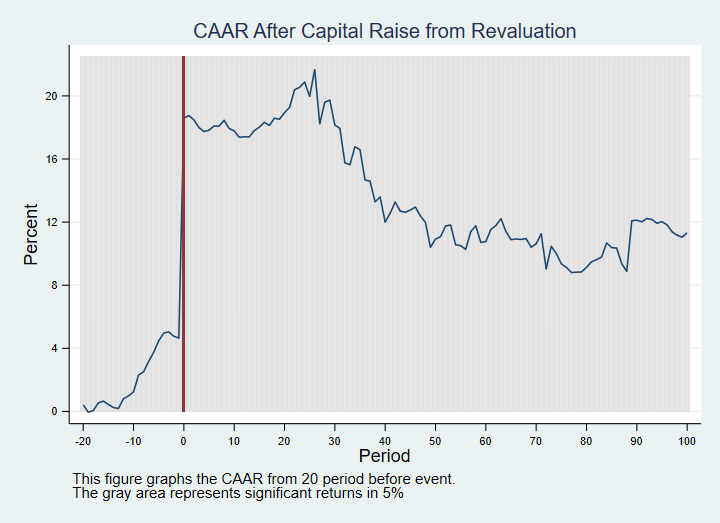 CAAR After Capital Raise from Revaluation
Percent
20
16
12
8
4
0
-20 -10 0 10 20 30 40 50 60 70 80 90 100
Period
This figure graphs the CAAR from 20 period before event.
The gray area represents significant returns in 5%